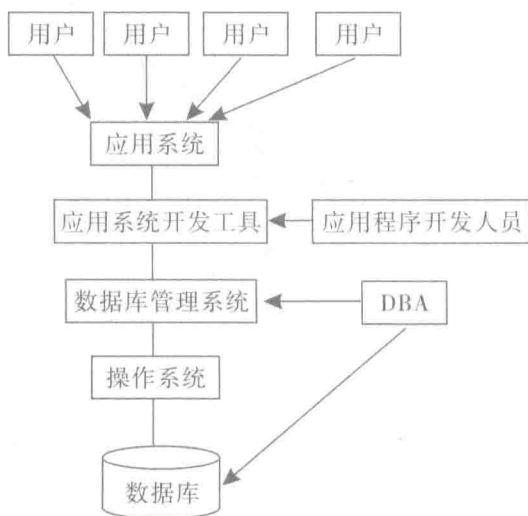 用户
用户
用户
用户
应用系统
应用系统开发工具
应用程序开发人员
数据库管理系统
DBA
操作系统
数据库